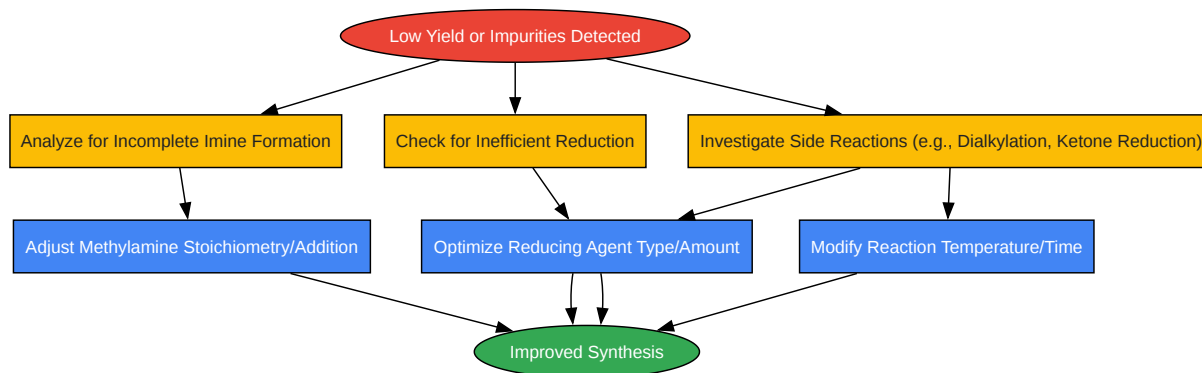 Low Yield or Impurities Detected
Analyze for Incomplete Imine Formation
Check for Inefficient Reduction
Investigate Side Reactions (e.g., Dialkylation, Ketone Reduction)
Adjust Methylamine Stoichiometry/Addition
Optimize Reducing Agent Type/Amount
Modify Reaction Temperature/Time
Improved Synthesis